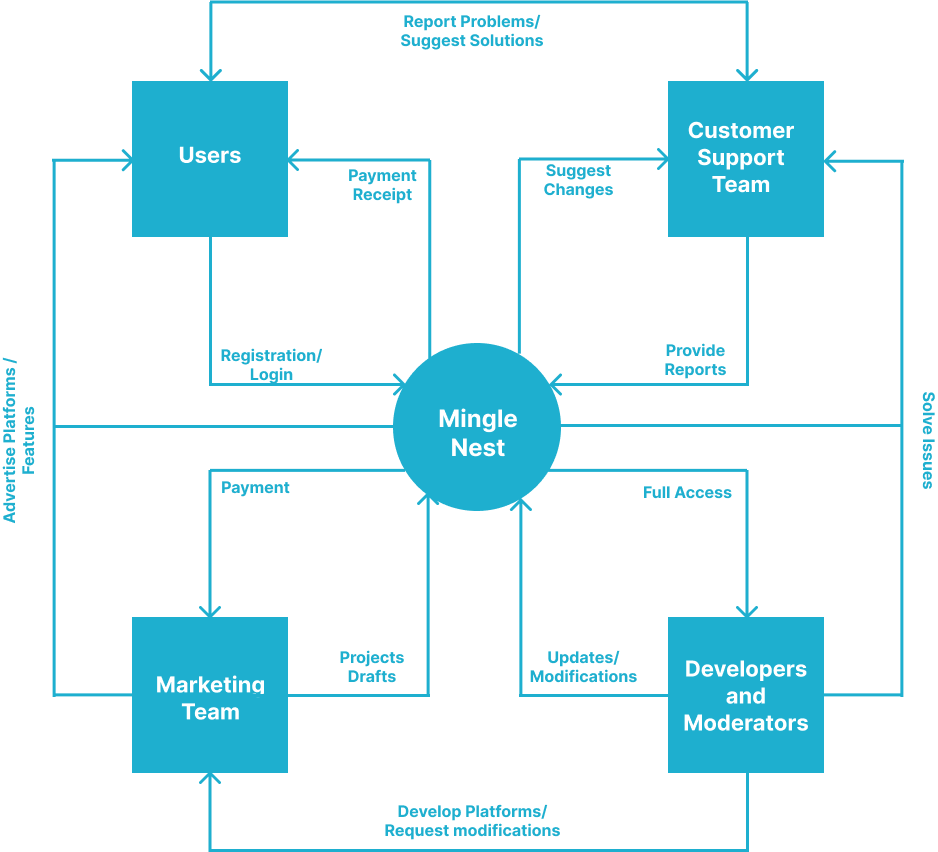 Report Problems/
Suggest Solutions
Users
Customer
Support
Team
Payment
Receipt
Suggest
Changes
Registration/
Login
Provide
Reports
Advertise Platforms /
Features
Mingle
Nest
Solve Issues
Payment
Full Access
Projects
Drafts
Updates/
Modifications
Marketing
Team
Developers
and
Moderators
Develop Platforms/
Request modifications